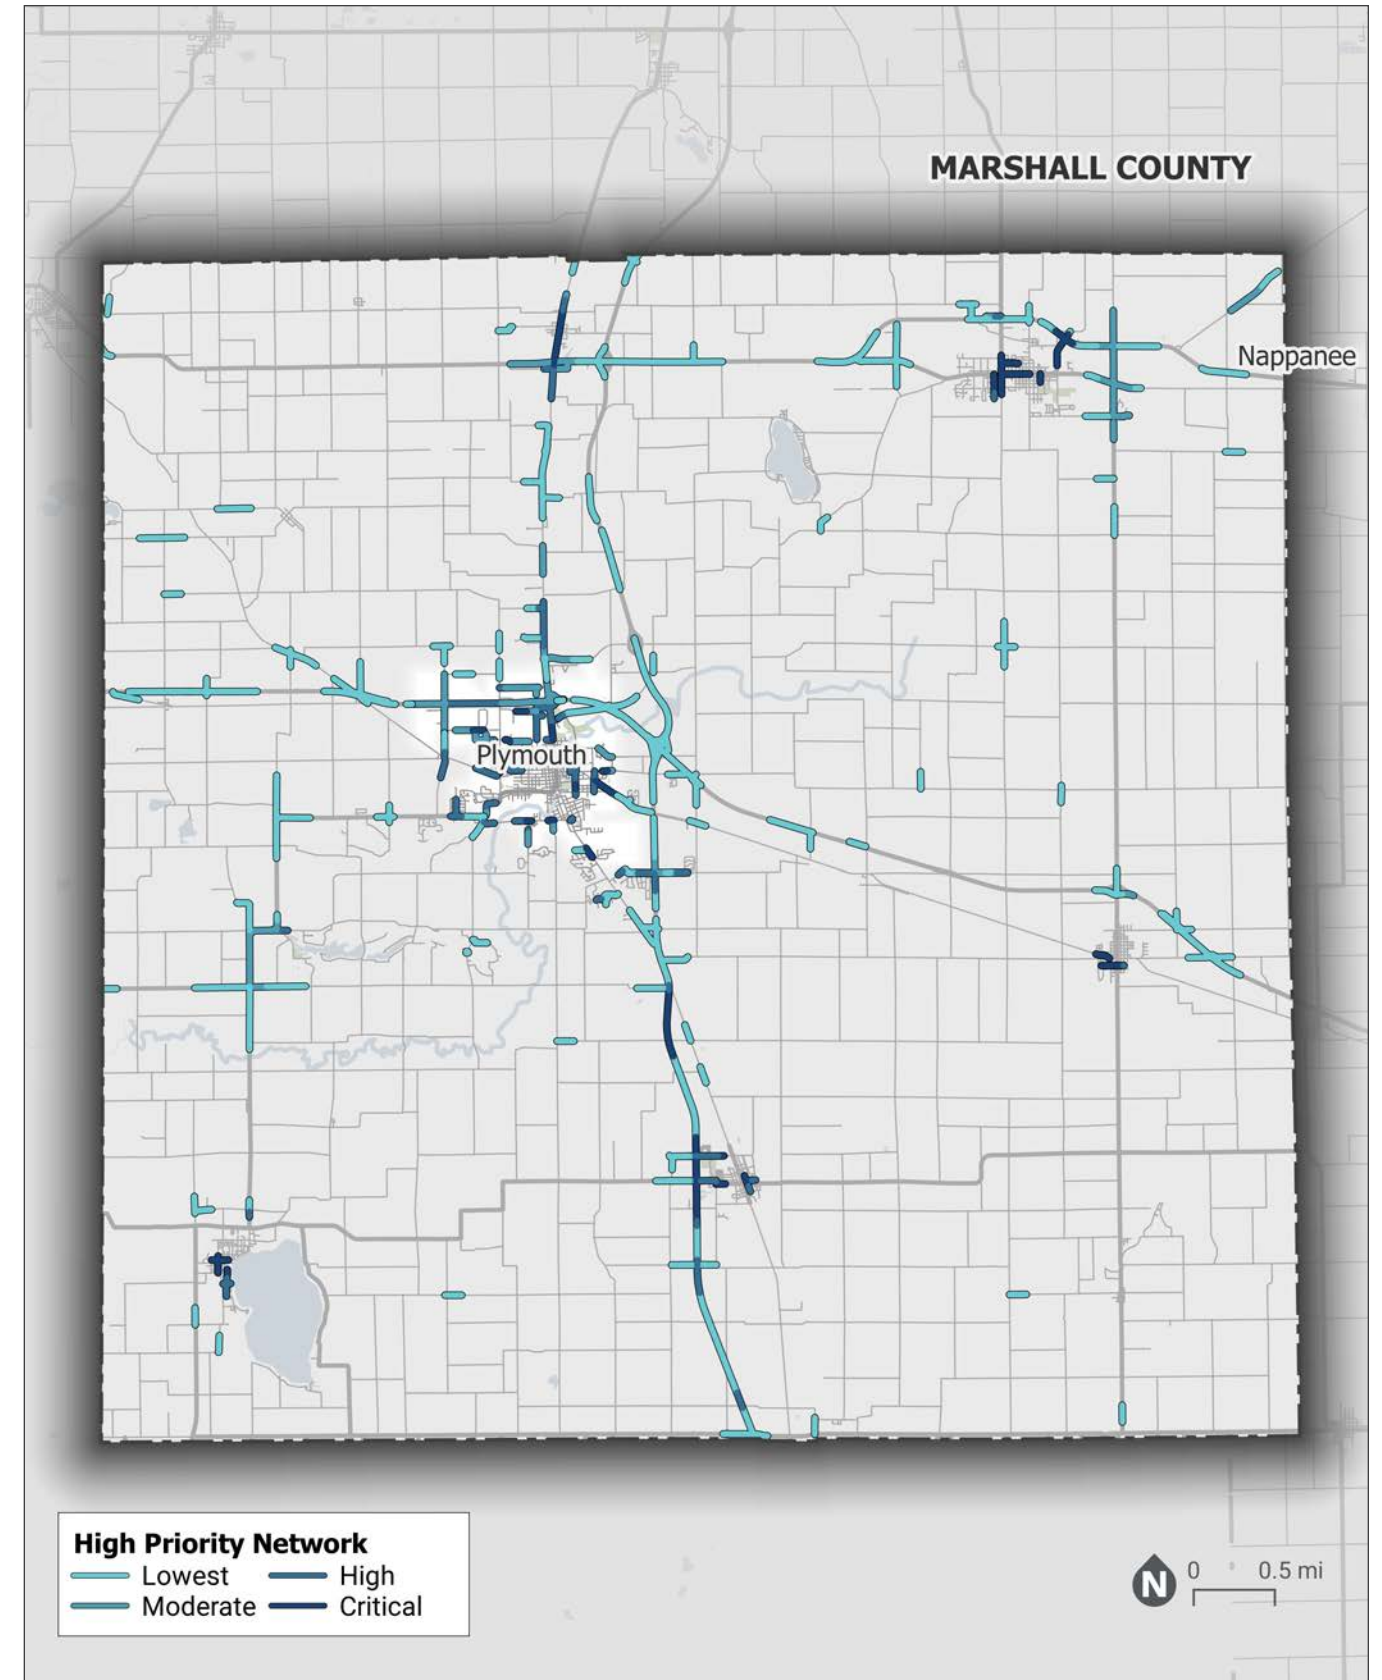 MARSHALL COUNTY
Nappanee
Plymouth
High Priority Network
Lowest
High
Moderate
Critical
N
0
0.5 mi